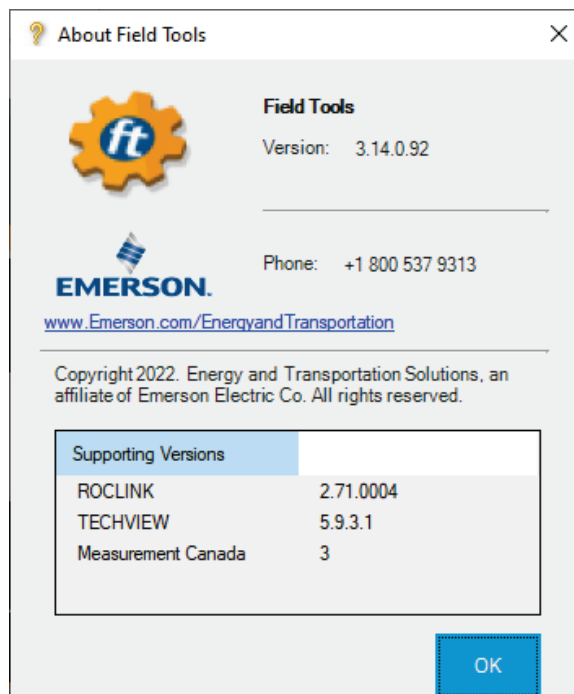 About Field Tools
ft
Field Tools
Version: 3.14.0.92
EMERSON.
Phone: +1 800 537 9313
www.Emerson.com/EnergyandTransportation
Copyright 2022. Energy and Transportation Solutions, an
affiliate of Emerson Electric Co. All rights reserved.
Supporting Versions
ROCLINK 2.71.0004
TECHVIEW 5.9.3.1
Measurement Canada 3
OK